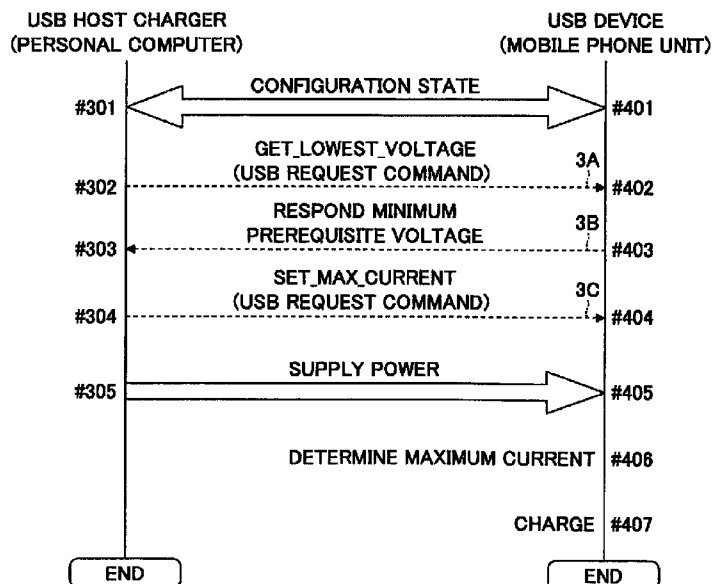 USB HOST CHARGER
(PERSONAL COMPUTER)
USB DEVICE
(MOBILE PHONE UNIT)
CONFIGURATION STATE
#301
#401
GET_LOWEST_VOLTAGE
(USB REQUEST COMMAND)
3A
#302
#402
RESPOND MINIMUM
PREREQUISITE VOLTAGE
3B
#303
#403
SET_MAX_CURRENT
(USB REQUEST COMMAND)
3C
#304
#404
SUPPLY POWER
#305
#405
DETERMINE MAXIMUM CURRENT #406
CHARGE #407
END
END